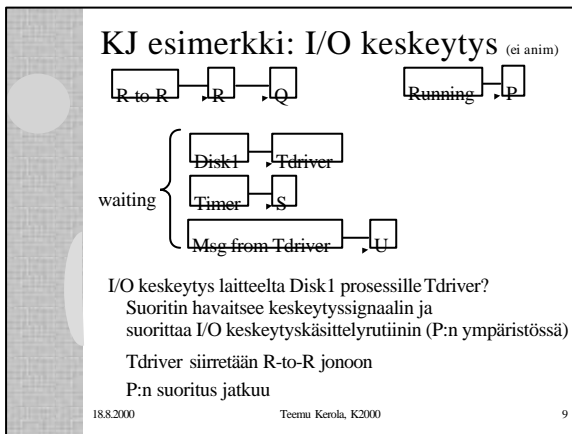 KJ esimerkki: I/O keskeytys (ei anim)
R to R R Q Running P
Disk1 Tdriver
waiting Timer S
Msg from Tdriver U
I/O keskeytys laitteelta Disk1 prosessille Tdriver?
Suoritin havaitsee keskeytyssignaalin ja
suorittaa I/O keskeytyskäsittelyrutiinin (P:n ympäristössä)
Tdriver siirretään R-to-R jonoon
P:n suoritus jatkuu
18.8.2000 Teemu Kerola, K2000 9